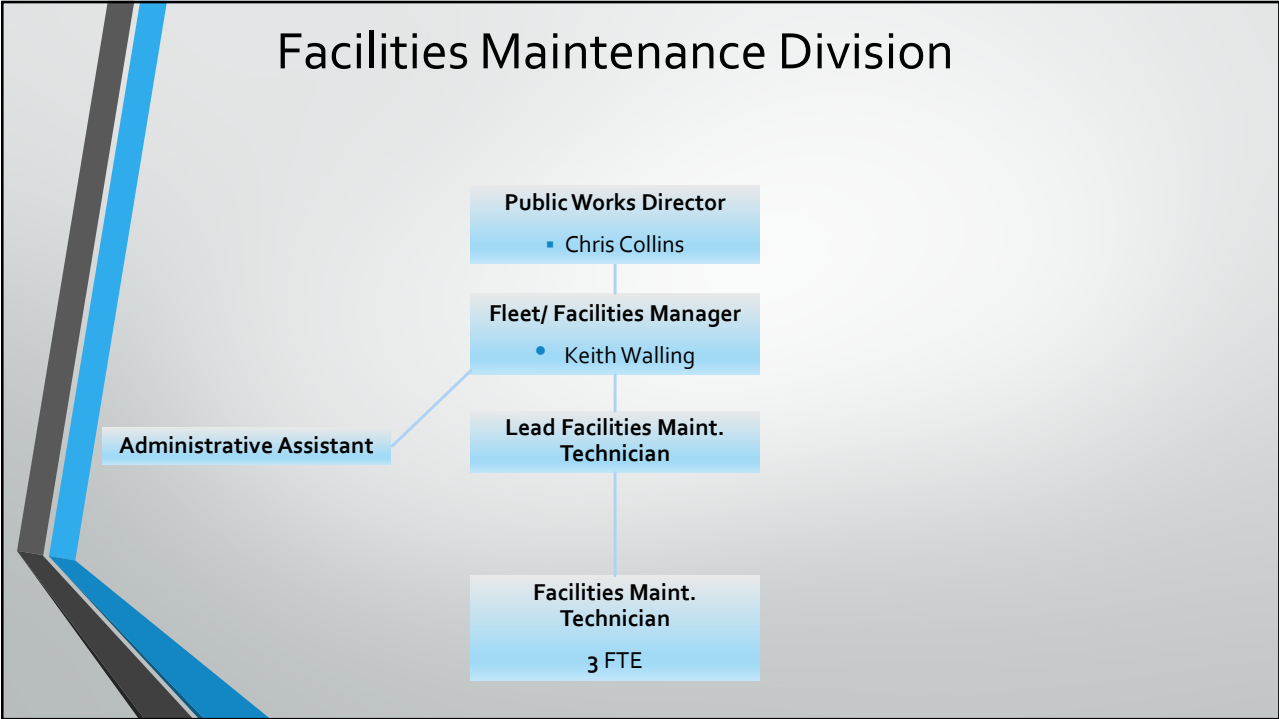 Facilities Maintenance Division
Public Works Director
▪ Chris Collins
Fleet/ Facilities Manager
• Keith Walling
Administrative Assistant
Lead Facilities Maint.
Technician
Facilities Maint.
Technician
3 FTE